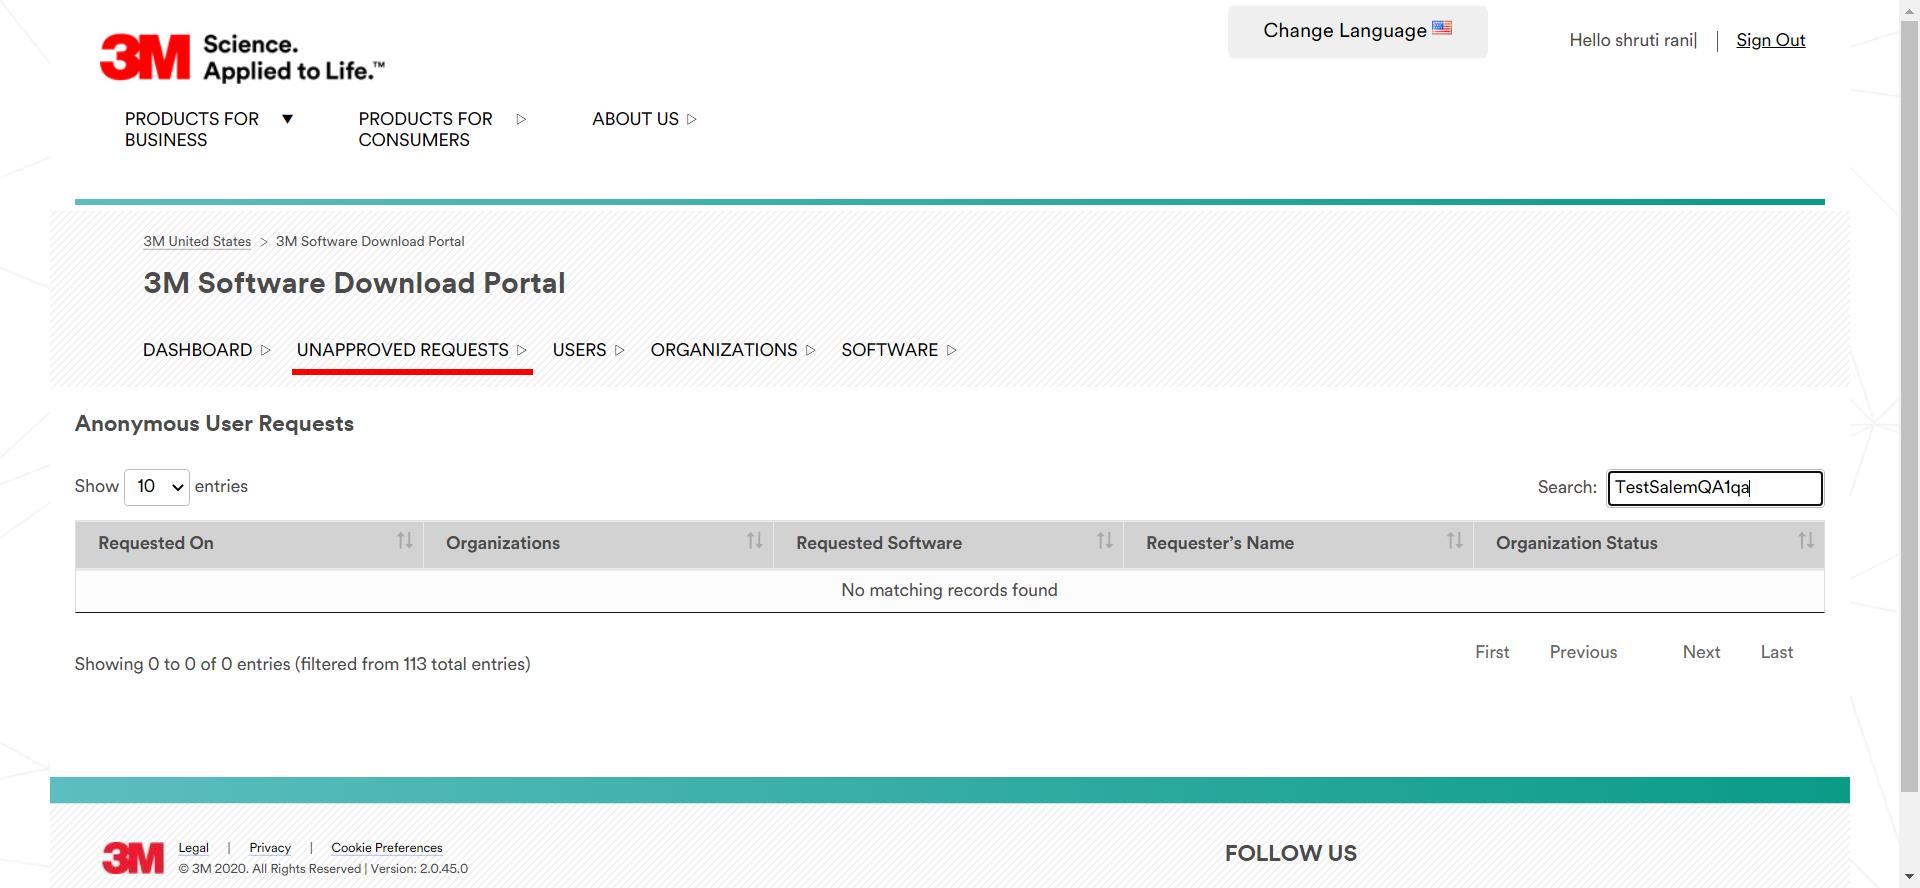 3M Science.
Applied to Life.™
Change Language
Hello shruti rani| | Sign Out
PRODUCTS FOR
BUSINESS
PRODUCTS FOR
CONSUMERS
ABOUT US
3M United States > 3M Software Download Portal
3M Software Download Portal
DASHBOARD UNAPPROVED REQUESTS USERS ORGANIZATIONS SOFTWARE
Anonymous User Requests
Show 10 entries
Search: TestSalemQA1qa
Requested On Organizations Requested Software Requester’s Name Organization Status
No matching records found
Showing 0 to 0 of 0 entries (filtered from 113 total entries)
First Previous Next Last
3M
Legal | Privacy | Cookie Preferences
© 3M 2020. All Rights Reserved | Version: 2.0.45.0
FOLLOW US